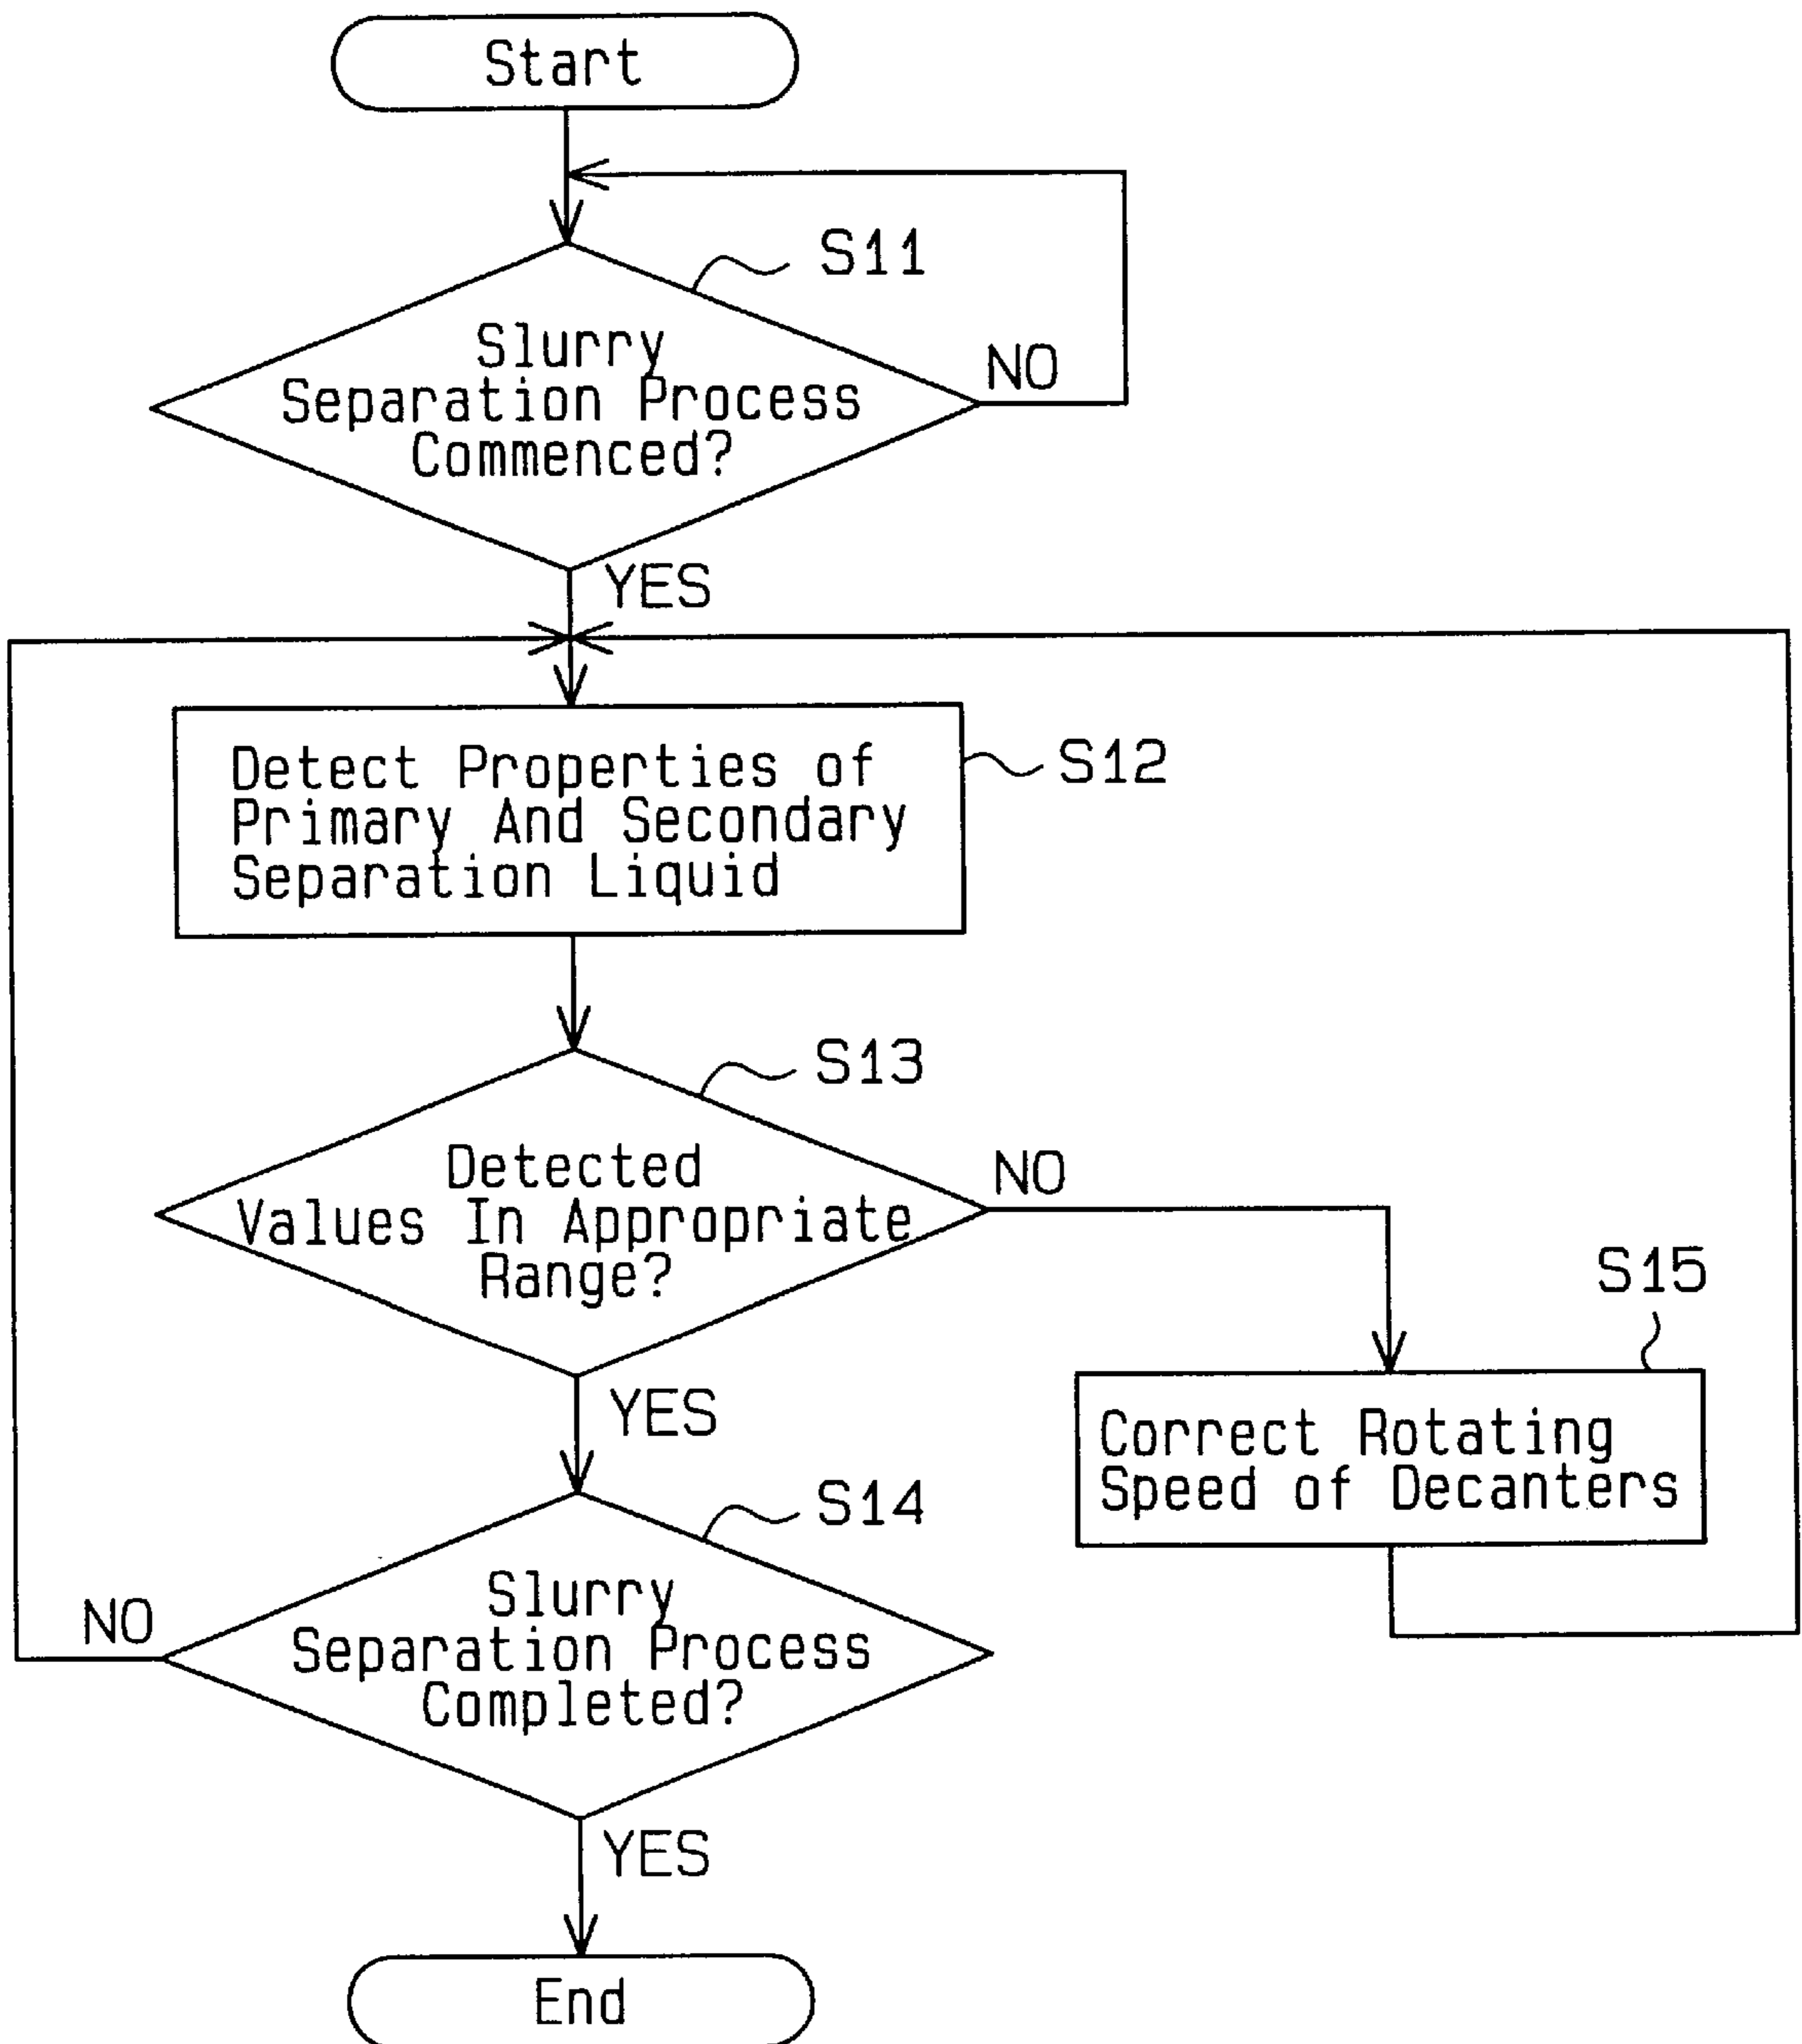 Start
S11
Slurry
Separation Process
Commenced?
NO
YES
Detect Properties of
Primary And Secondary
Separation Liquid
S12
S13
Detected
Values In Appropriate
Range?
NO
YES
S15
Correct Rotating
Speed of Decanters
S14
Slurry
Separation Process
Completed?
NO
YES
End